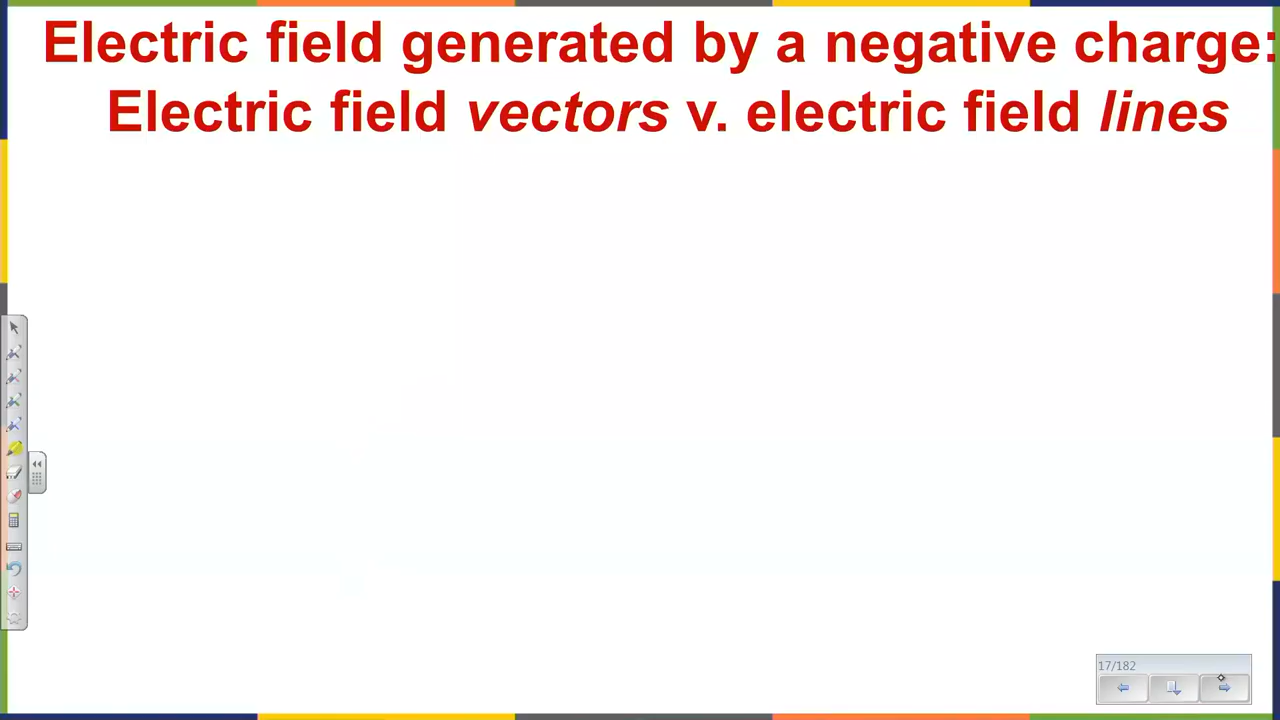 Electric field generated by a negative charge:
Electric field vectors v. electric field lines
17/182